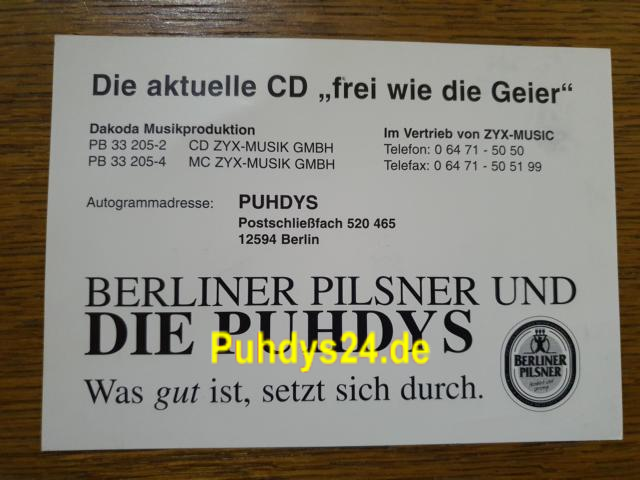 Die aktuelle CD „frei wie die Geier“
Dakoda Musikproduktion
PB 33 205-2 CD ZYX-MUSIK GMBH
PB 33 205-4 MC ZYX-MUSIK GMBH
Im Vertrieb von ZYX-MUSIC
Telefon: 0 64 71 - 50 50
Telefax: 0 64 71 - 50 51 99
Autogrammadresse: PUHDYS
Postschließfach 520 465
12594 Berlin
BERLINER PILSNER UND
DIE PUHDYS
Puhdys24.de
Was gut ist, setzt sich durch.
BERLINER
PILSNER